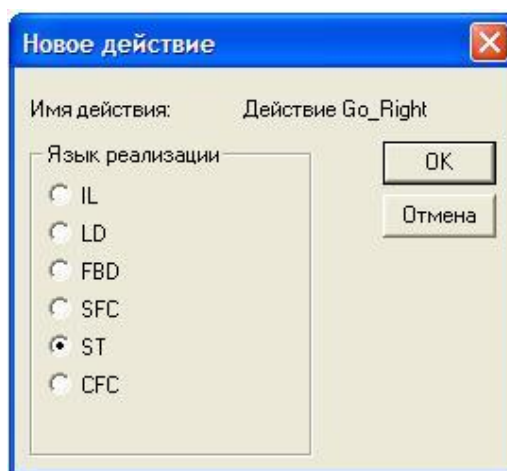 Новое действие
Имя действия: Действие Go_Right
Язык реализации
OK
IL
LD
Отмена
FBD
SFC
ST
CFC